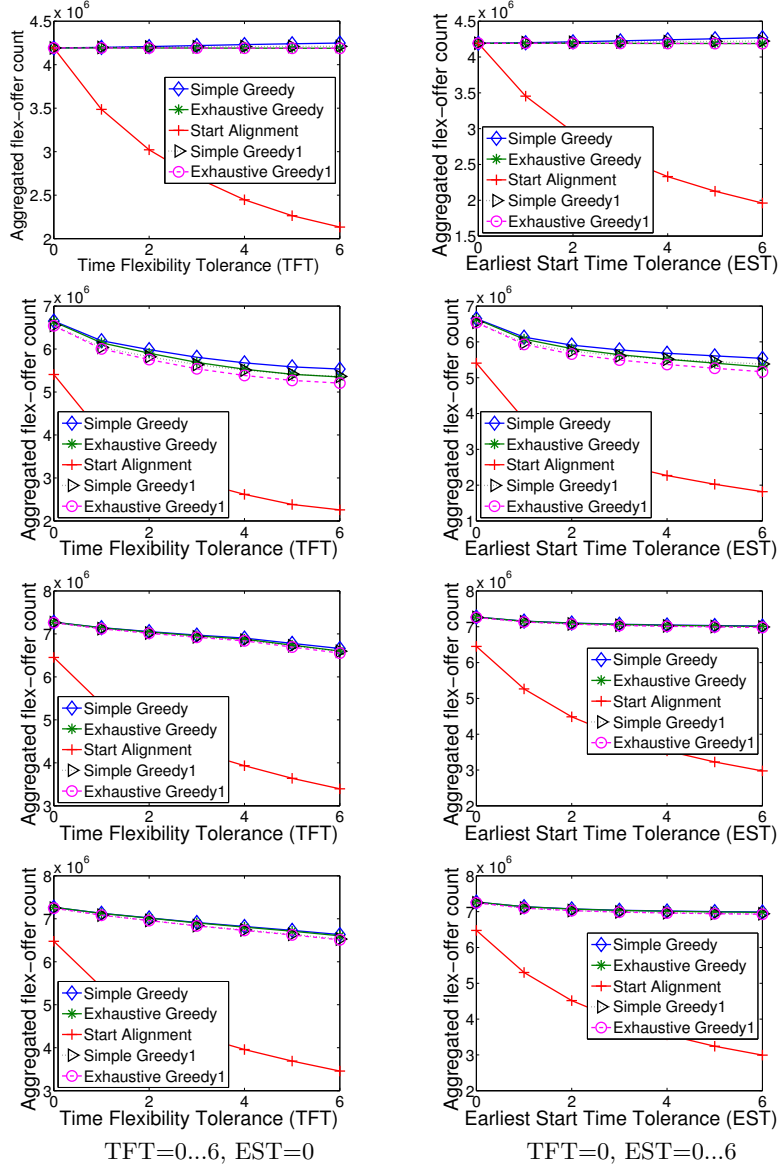 x 10^6
4.5
4
3.5
3
2.5
2
0 2 4 6
Aggregated flex−offer count
Time Flexibility Tolerance (TFT)
Simple Greedy
Exhaustive Greedy
Start Alignment
Simple Greedy1
Exhaustive Greedy1
x 10^6
4.5
4
3.5
3
2.5
2
1.5
0 2 4 6
Aggregated flex−offer count
Earliest Start Time Tolerance (EST)
Simple Greedy
Exhaustive Greedy
Start Alignment
Simple Greedy1
Exhaustive Greedy1
x 10^6
7
6
5
4
3
2
0 2 4 6
Aggregated flex−offer count
Time Flexibility Tolerance (TFT)
Simple Greedy
Exhaustive Greedy
Start Alignment
Simple Greedy1
Exhaustive Greedy1
x 10^6
7
6
5
4
3
2
1
0 2 4 6
Aggregated flex−offer count
Earliest Start Time Tolerance (EST)
Simple Greedy
Exhaustive Greedy
Start Alignment
Simple Greedy1
Exhaustive Greedy1
x 10^6
8
7
6
5
4
3
0 2 4 6
Aggregated flex−offer count
Time Flexibility Tolerance (TFT)
Simple Greedy
Exhaustive Greedy
Start Alignment
Simple Greedy1
Exhaustive Greedy1
x 10^6
8
7
6
5
4
3
2
0 2 4 6
Aggregated flex−offer count
Earliest Start Time Tolerance (EST)
Simple Greedy
Exhaustive Greedy
Start Alignment
Simple Greedy1
Exhaustive Greedy1
x 10^6
8
7
6
5
4
3
0 2 4 6
Aggregated flex−offer count
Time Flexibility Tolerance (TFT)
Simple Greedy
Exhaustive Greedy
Start Alignment
Simple Greedy1
Exhaustive Greedy1
x 10^6
8
7
6
5
4
3
2
0 2 4 6
Aggregated flex−offer count
Earliest Start Time Tolerance (EST)
Simple Greedy
Exhaustive Greedy
Start Alignment
Simple Greedy1
Exhaustive Greedy1
TFT=0...6, EST=0
TFT=0, EST=0...6